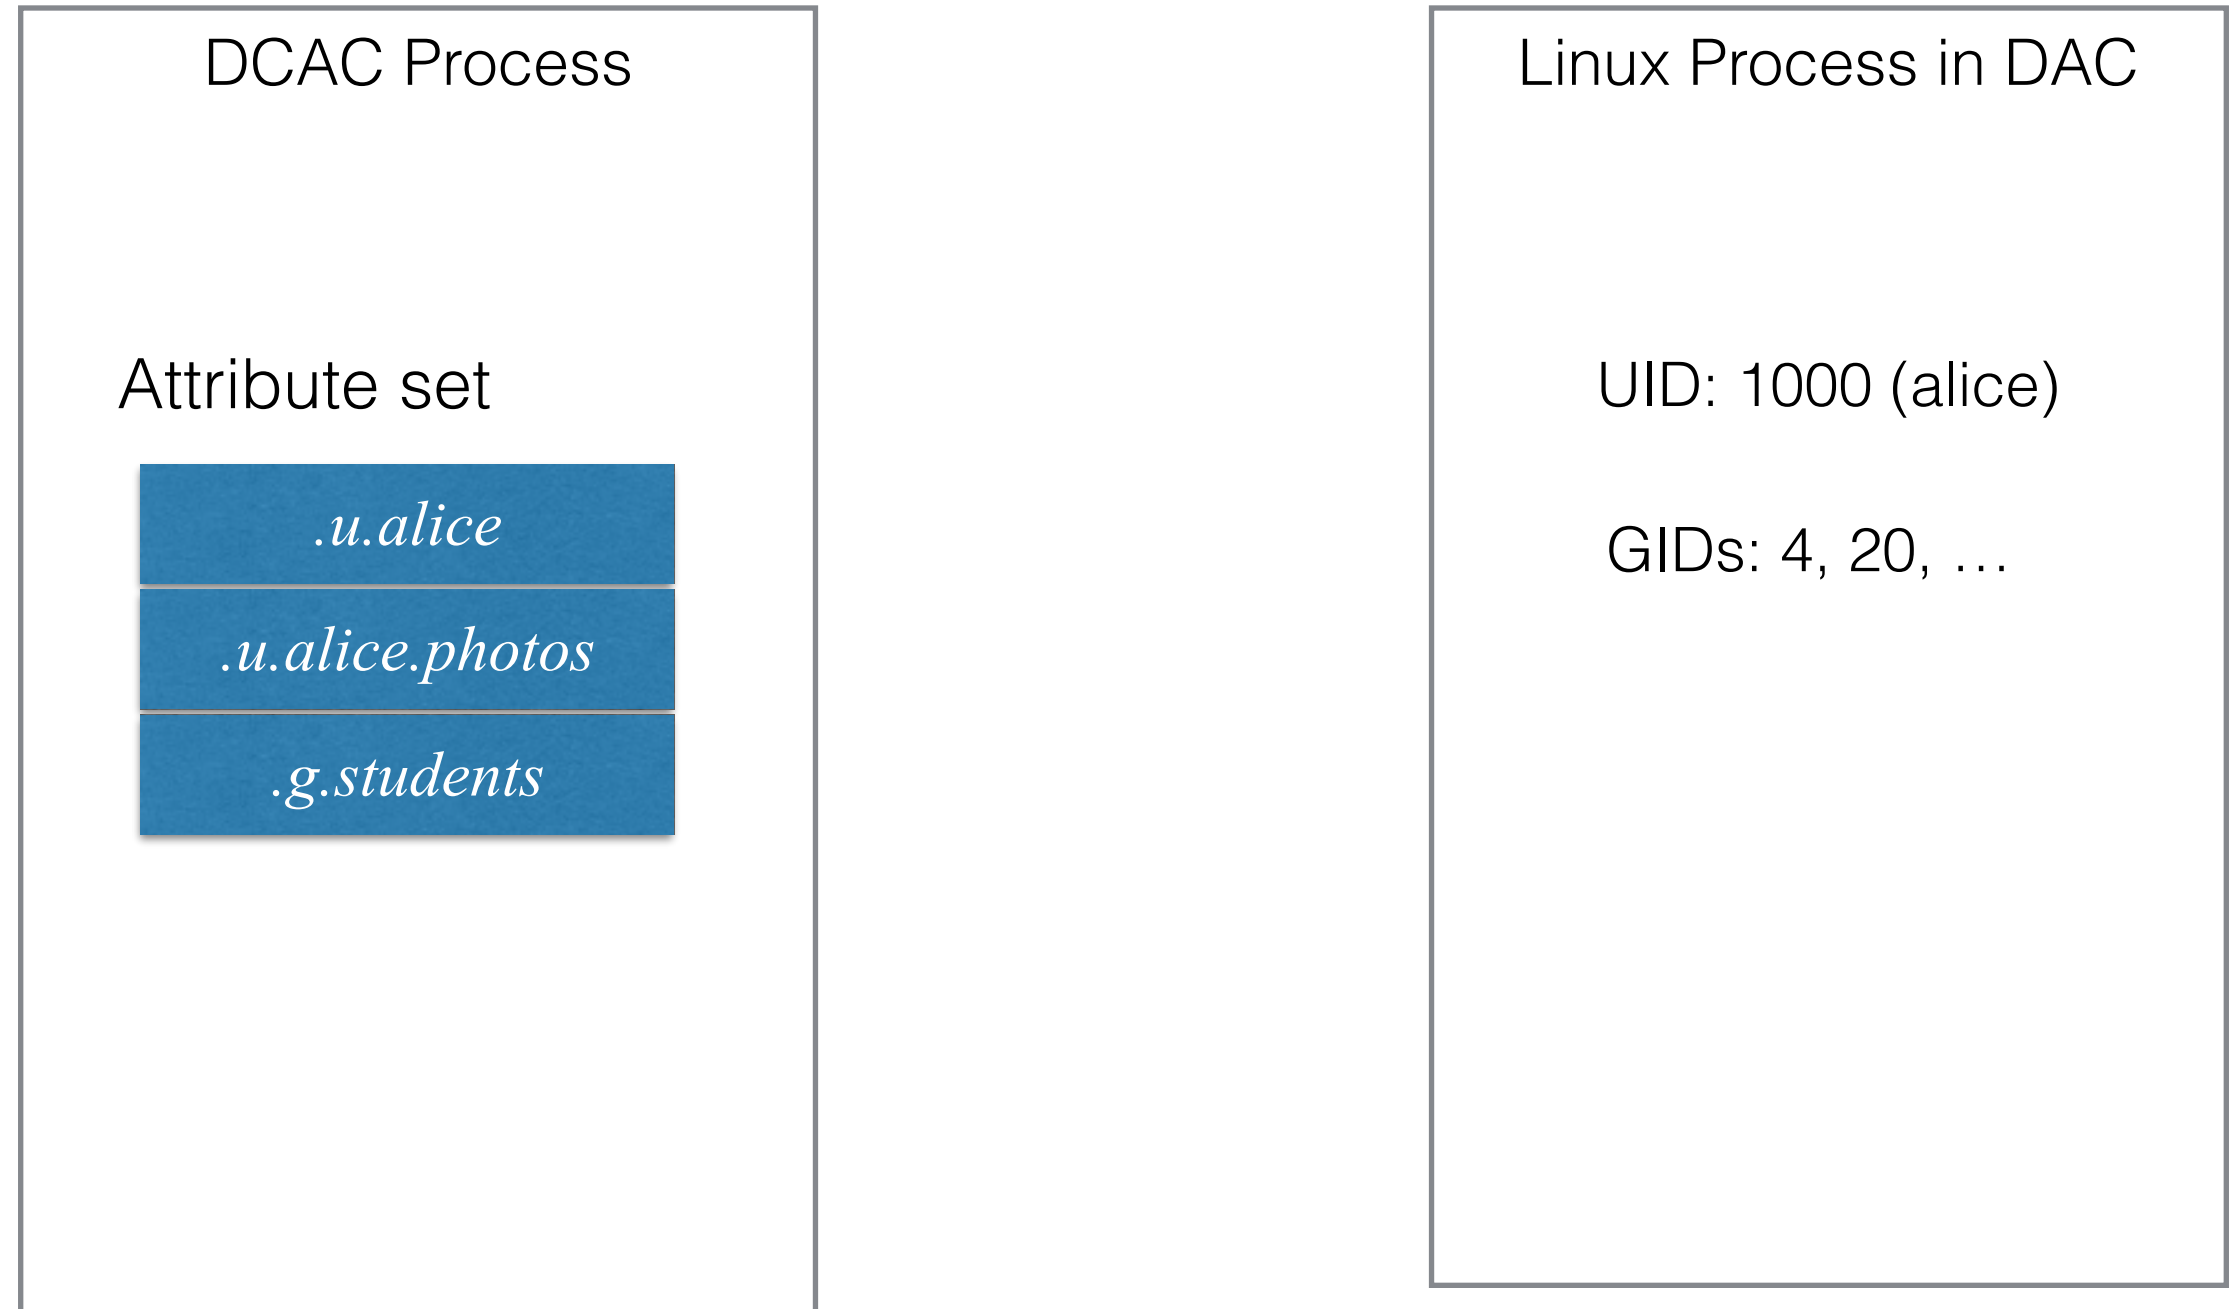 DCAC Process
Attribute set
.u.alice
.u.alice.photos
.g.students
Linux Process in DAC
UID: 1000 (alice)
GIDs: 4, 20, …